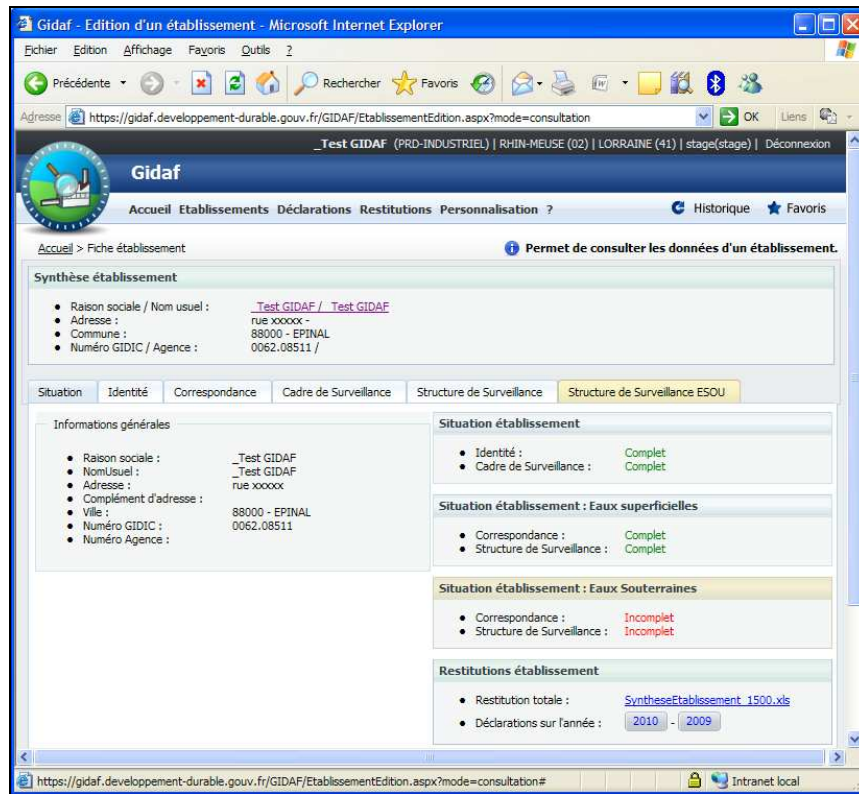 Gidaf - Edition d'un établissement - Microsoft Internet Explorer
Fichier Edition Affichage Favoris Outils ?
Précédente Rechercher Favoris
Adresse https://gidaf.developpement-durable.gouv.fr/GIDAF/EtablissementEdition.aspx?mode=consultation OK Liens
_Test GIDAF (PRD-INDUSTRIEL) | RHIN-MEUSE (02) | LORRAINE (41) | stage(stage) | Déconnexion
Gidaf
Accueil Etablissements Déclarations Restitutions Personnalisation ? Historique Favoris
Accueil > Fiche établissement Permet de consulter les données d'un établissement.
Synthèse établissement
Raison sociale / Nom usuel : _Test GIDAF / _Test GIDAF
Adresse : rue xxxxx -
Commune : 88000 - EPINAL
Numéro GIDIC / Agence : 0062.08511 /
Situation Identité Correspondance Cadre de Surveillance Structure de Surveillance Structure de Surveillance ESOU
Informations générales
Raison sociale : _Test GIDAF
NomUsuel : _Test GIDAF
Adresse : rue xxxxx
Complément d'adresse :
Ville : 88000 - EPINAL
Numéro GIDIC : 0062.08511
Numéro Agence :
Situation établissement
Identité : Complet
Cadre de Surveillance : Complet
Situation établissement : Eaux superficielles
Correspondance : Complet
Structure de Surveillance : Complet
Situation établissement : Eaux Souterraines
Correspondance : Incomplet
Structure de Surveillance : Incomplet
Restitutions établissement
Restitution totale : SyntheseEtablissement_1500.xls
Déclarations sur l'année : 2010 - 2009
https://gidaf.developpement-durable.gouv.fr/GIDAF/EtablissementEdition.aspx?mode=consultation# Intranet local